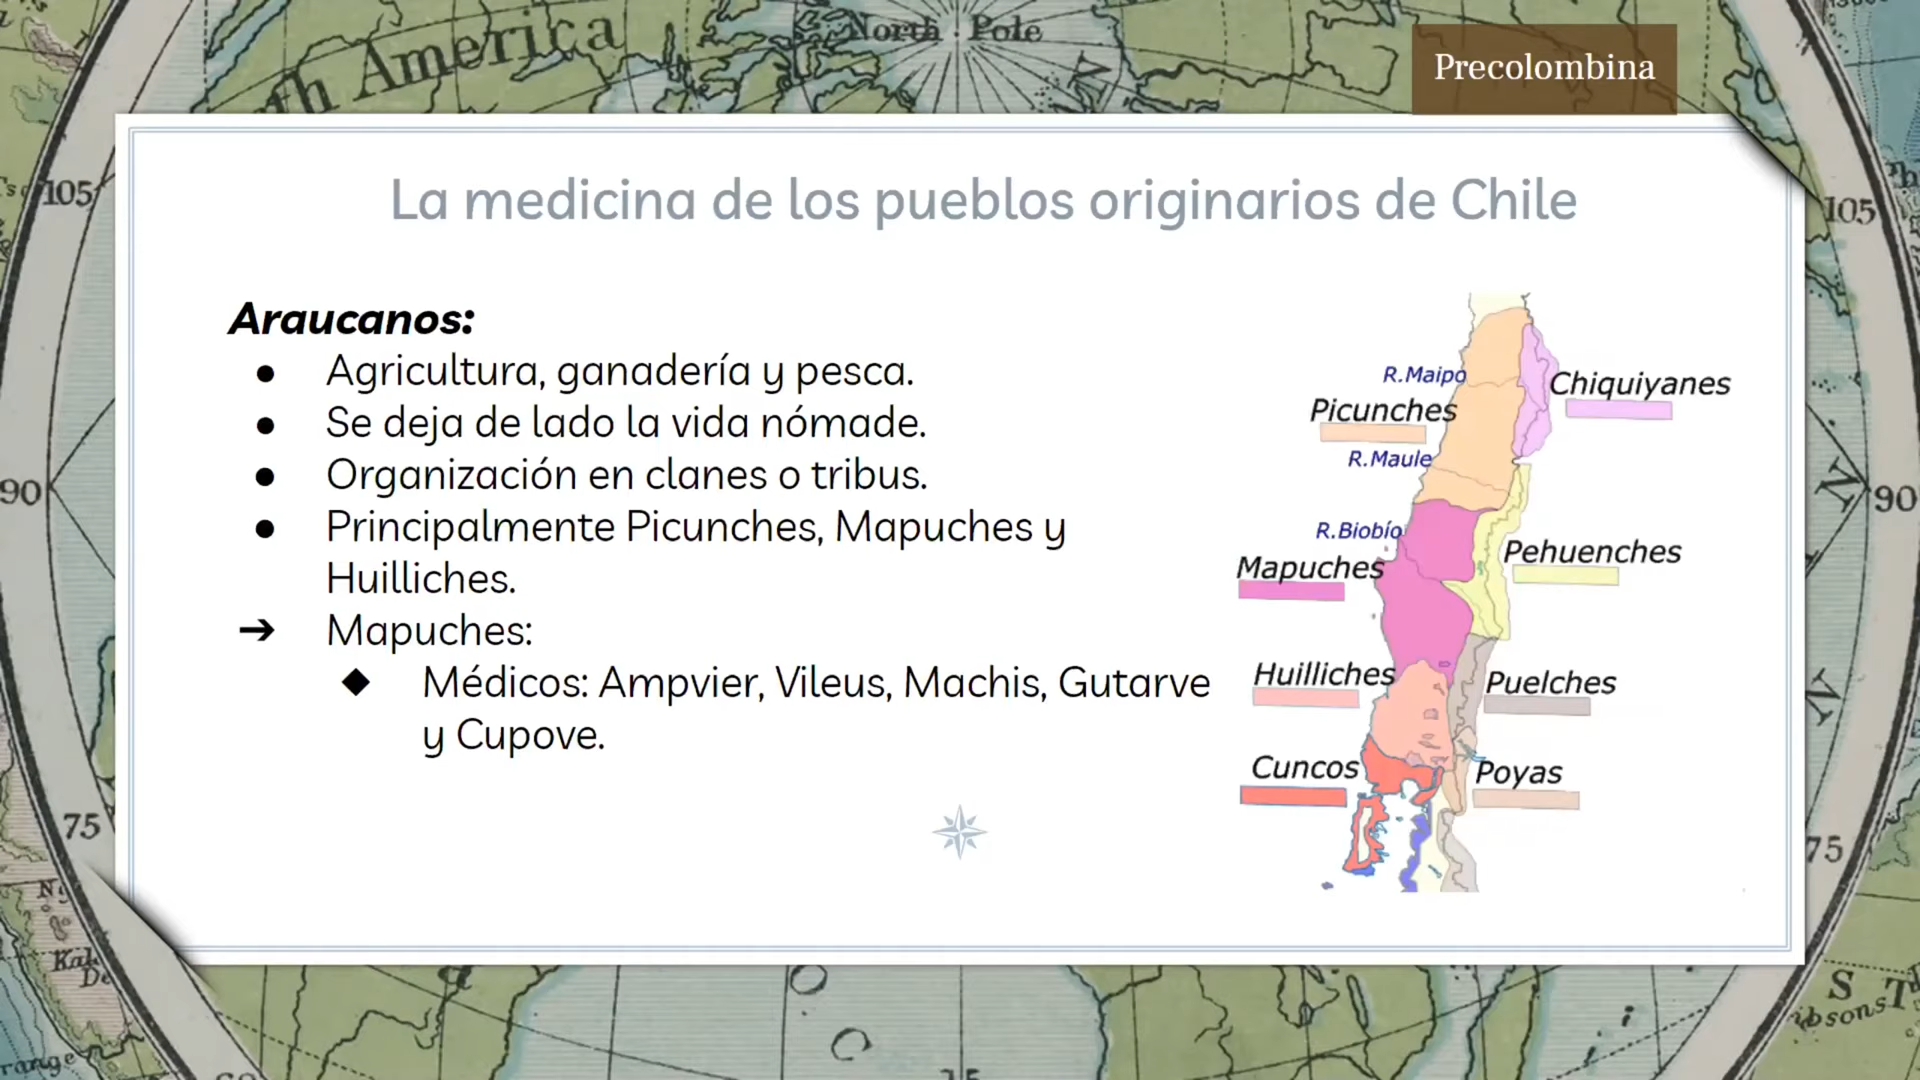 North Pole
th America
Precolombina
105
105
La medicina de los pueblos originarios de Chile
Araucanos:
● Agricultura, ganadería y pesca.
● Se deja de lado la vida nómade.
● Organización en clanes o tribus.
● Principalmente Picunches, Mapuches y
Huilliches.
➔ Mapuches:
◆ Médicos: Ampvier, Vileus, Machis, Gutarve
y Cupove.
R.Maipo
Chiquiyanes
Picunches
R.Maule
R.Biobío
Pehuenches
Mapuches
Huilliches
Puelches
Cuncos
Poyas
90
90
N
N
75
75
S T